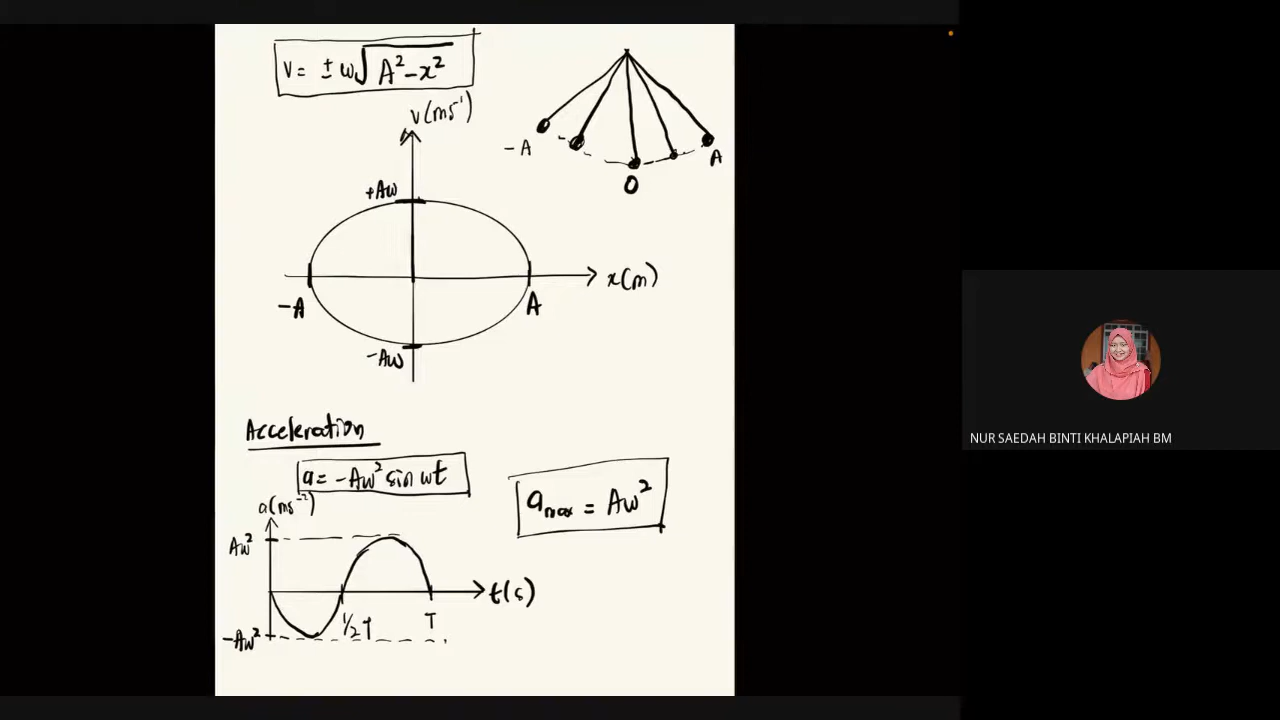 v = ± ω√A² − x²
v(ms⁻¹)
+Aω
−A
A
x(m)
−Aω
−A
O
A
Acceleration
a = −Aω² sin ωt
a_max = Aω²
a(ms⁻²)
Aω²
t(s)
½T
T
−Aω²
NUR SAEDAH BINTI KHALAPIAH BM